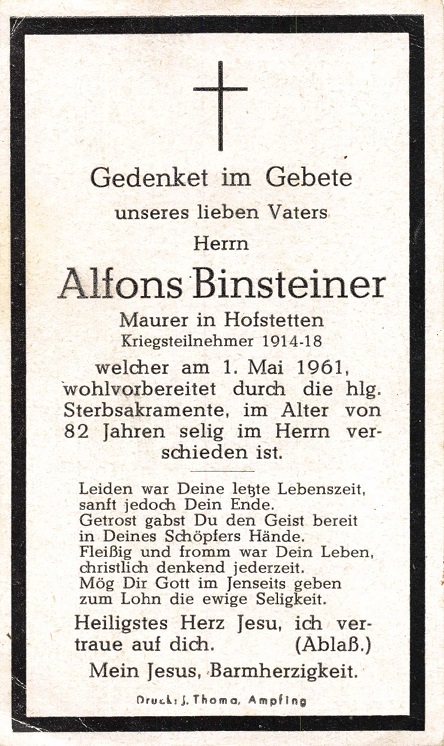 Gedenket im Gebete
unseres lieben Vaters
Herrn
Alfons Binsteiner
Maurer in Hofstetten
Kriegsteilnehmer 1914-18
welcher am 1. Mai 1961,
wohlvorbereitet durch die hlg.
Sterbsakramente, im Alter von
82 Jahren selig im Herrn ver-
schieden ist.
Leiden war Deine letzte Lebenszeit,
sanft jedoch Dein Ende.
Getrost gabst Du den Geist bereit
in Deines Schöpfers Hände.
Fleißig und fromm war Dein Leben,
christlich denkend jederzeit.
Mög Dir Gott im Jenseits geben
zum Lohn die ewige Seligkeit.
Heiligstes Herz Jesu, ich ver-
traue auf dich. (Ablaß.)
Mein Jesus, Barmherzigkeit.
Druck: J. Thoma, Ampfing